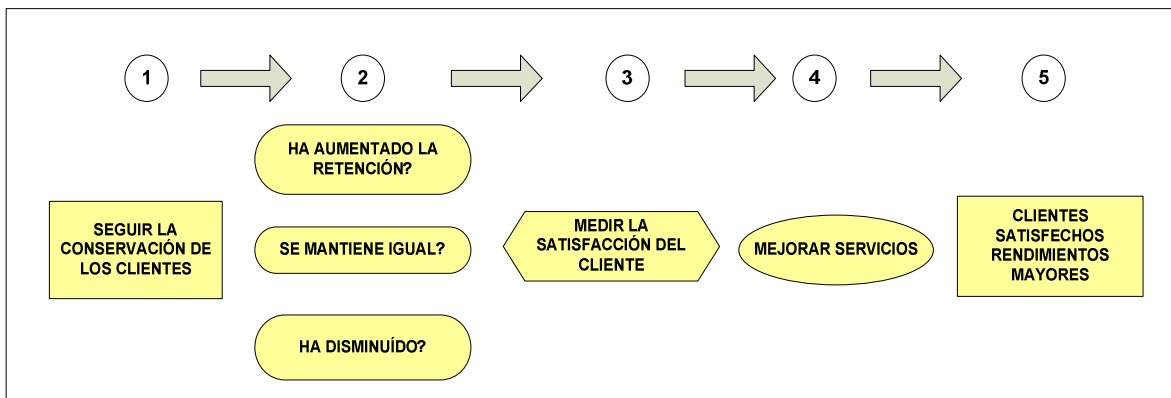 1
2
3
4
5
SEGUIR LA
CONSERVACIÓN DE
LOS CLIENTES
HA AUMENTADO LA
RETENCIÓN?
SE MANTIENE IGUAL?
HA DISMINUÍDO?
MEDIR LA
SATISFACCIÓN DEL
CLIENTE
MEJORAR SERVICIOS
CLIENTES
SATISFECHOS
RENDIMIENTOS
MAYORES